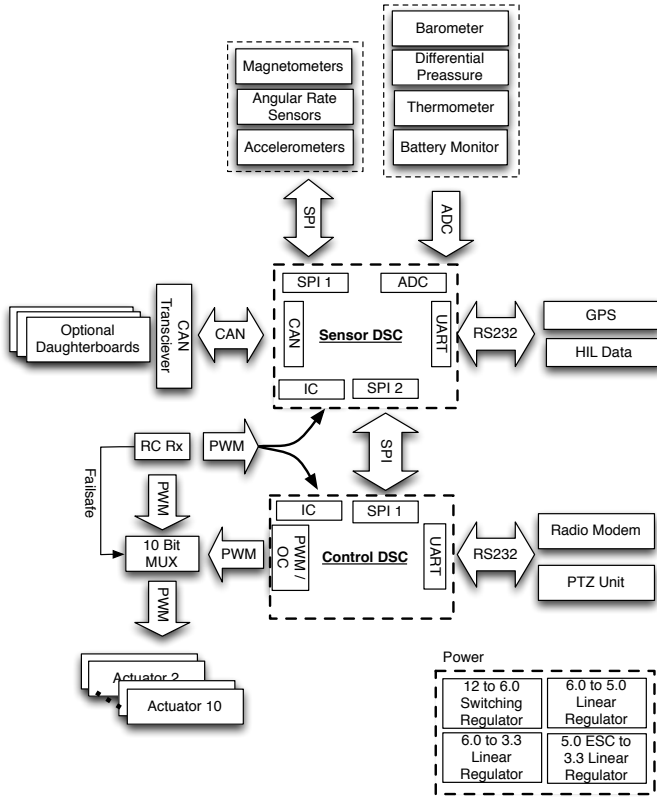 Barometer
Differential
Preassure
Thermometer
Battery Monitor
Magnetometers
Angular Rate
Sensors
Accelerometers
SPI
ADC
SPI 1
ADC
CAN
Sensor DSC
UART
IC
SPI 2
Optional
Daughterboards
CAN
Transciever
CAN
RS232
GPS
HIL Data
RC Rx
PWM
SPI
Failsafe
PWM
10 Bit
MUX
PWM
IC
SPI 1
PWM /
OC
Control DSC
UART
RS232
Radio Modem
PTZ Unit
PWM
Actuator 2
Actuator 10
Power
12 to 6.0
Switching
Regulator
6.0 to 5.0
Linear
Regulator
6.0 to 3.3
Linear
Regulator
5.0 ESC to
3.3 Linear
Regulator